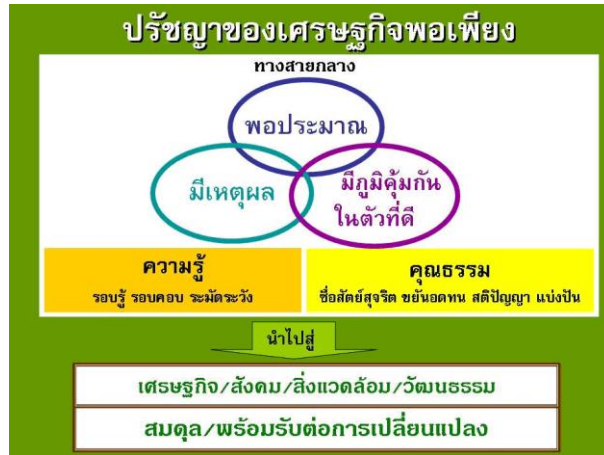 ปรัชญาของเศรษฐกิจพอเพียง
ทางสายกลาง
พอประมาณ
มีเหตุผล
มีภูมิคุ้มกัน
ในตัวที่ดี
ความรู้
รอบรู้ รอบคอบ ระมัดระวัง
คุณธรรม
ซื่อสัตย์สุจริต ขยันอดทน สติปัญญา แบ่งปัน
นำไปสู่
เศรษฐกิจ/สังคม/สิ่งแวดล้อม/วัฒนธรรม
สมดุล/พร้อมรับต่อการเปลี่ยนแปลง